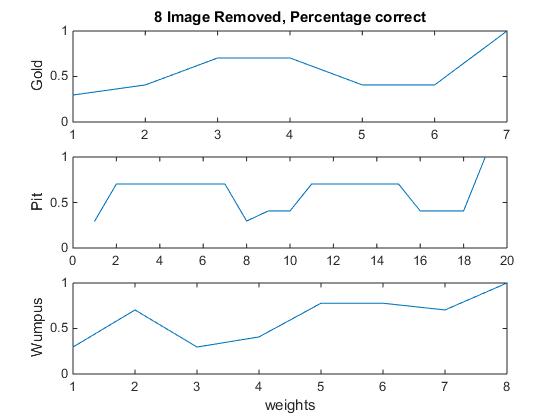 8 Image Removed, Percentage correct
1
0.5
0
Gold
1 2 3 4 5 6 7
1
0.5
0
Pit
0 2 4 6 8 10 12 14 16 18 20
1
0.5
0
Wumpus
1 2 3 4 5 6 7 8
weights